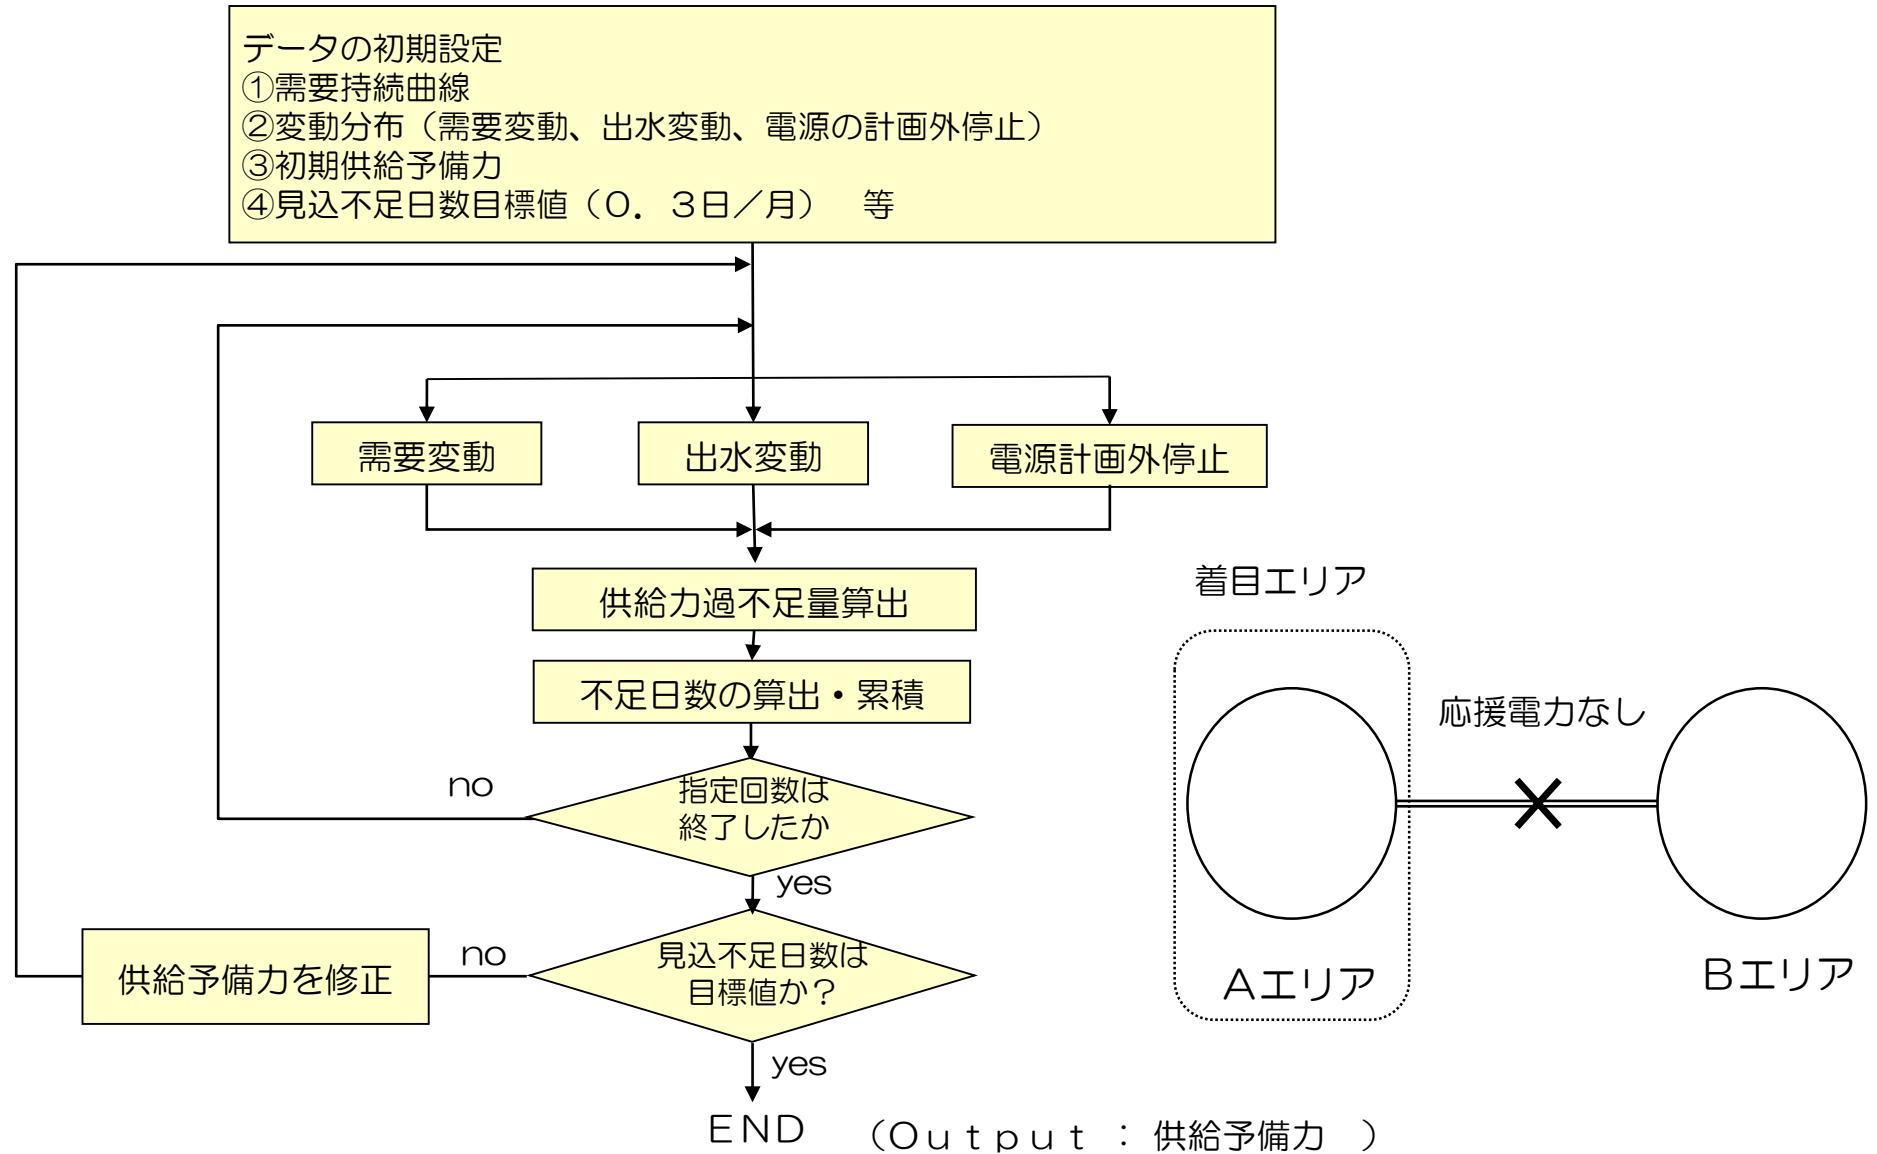 データの初期設定
①需要持続曲線
②変動分布（需要変動、出水変動、電源の計画外停止）
③初期供給予備力
④見込不足日数目標値（０．３日／月）　等
需要変動
出水変動
電源計画外停止
供給力過不足量算出
不足日数の算出・累積
no
指定回数は
終了したか
yes
供給予備力を修正
no
見込不足日数は
目標値か？
yes
END　（Ｏｕｔｐｕｔ　：供給予備力　）
着目エリア
応援電力なし
Ａエリア
Ｂエリア